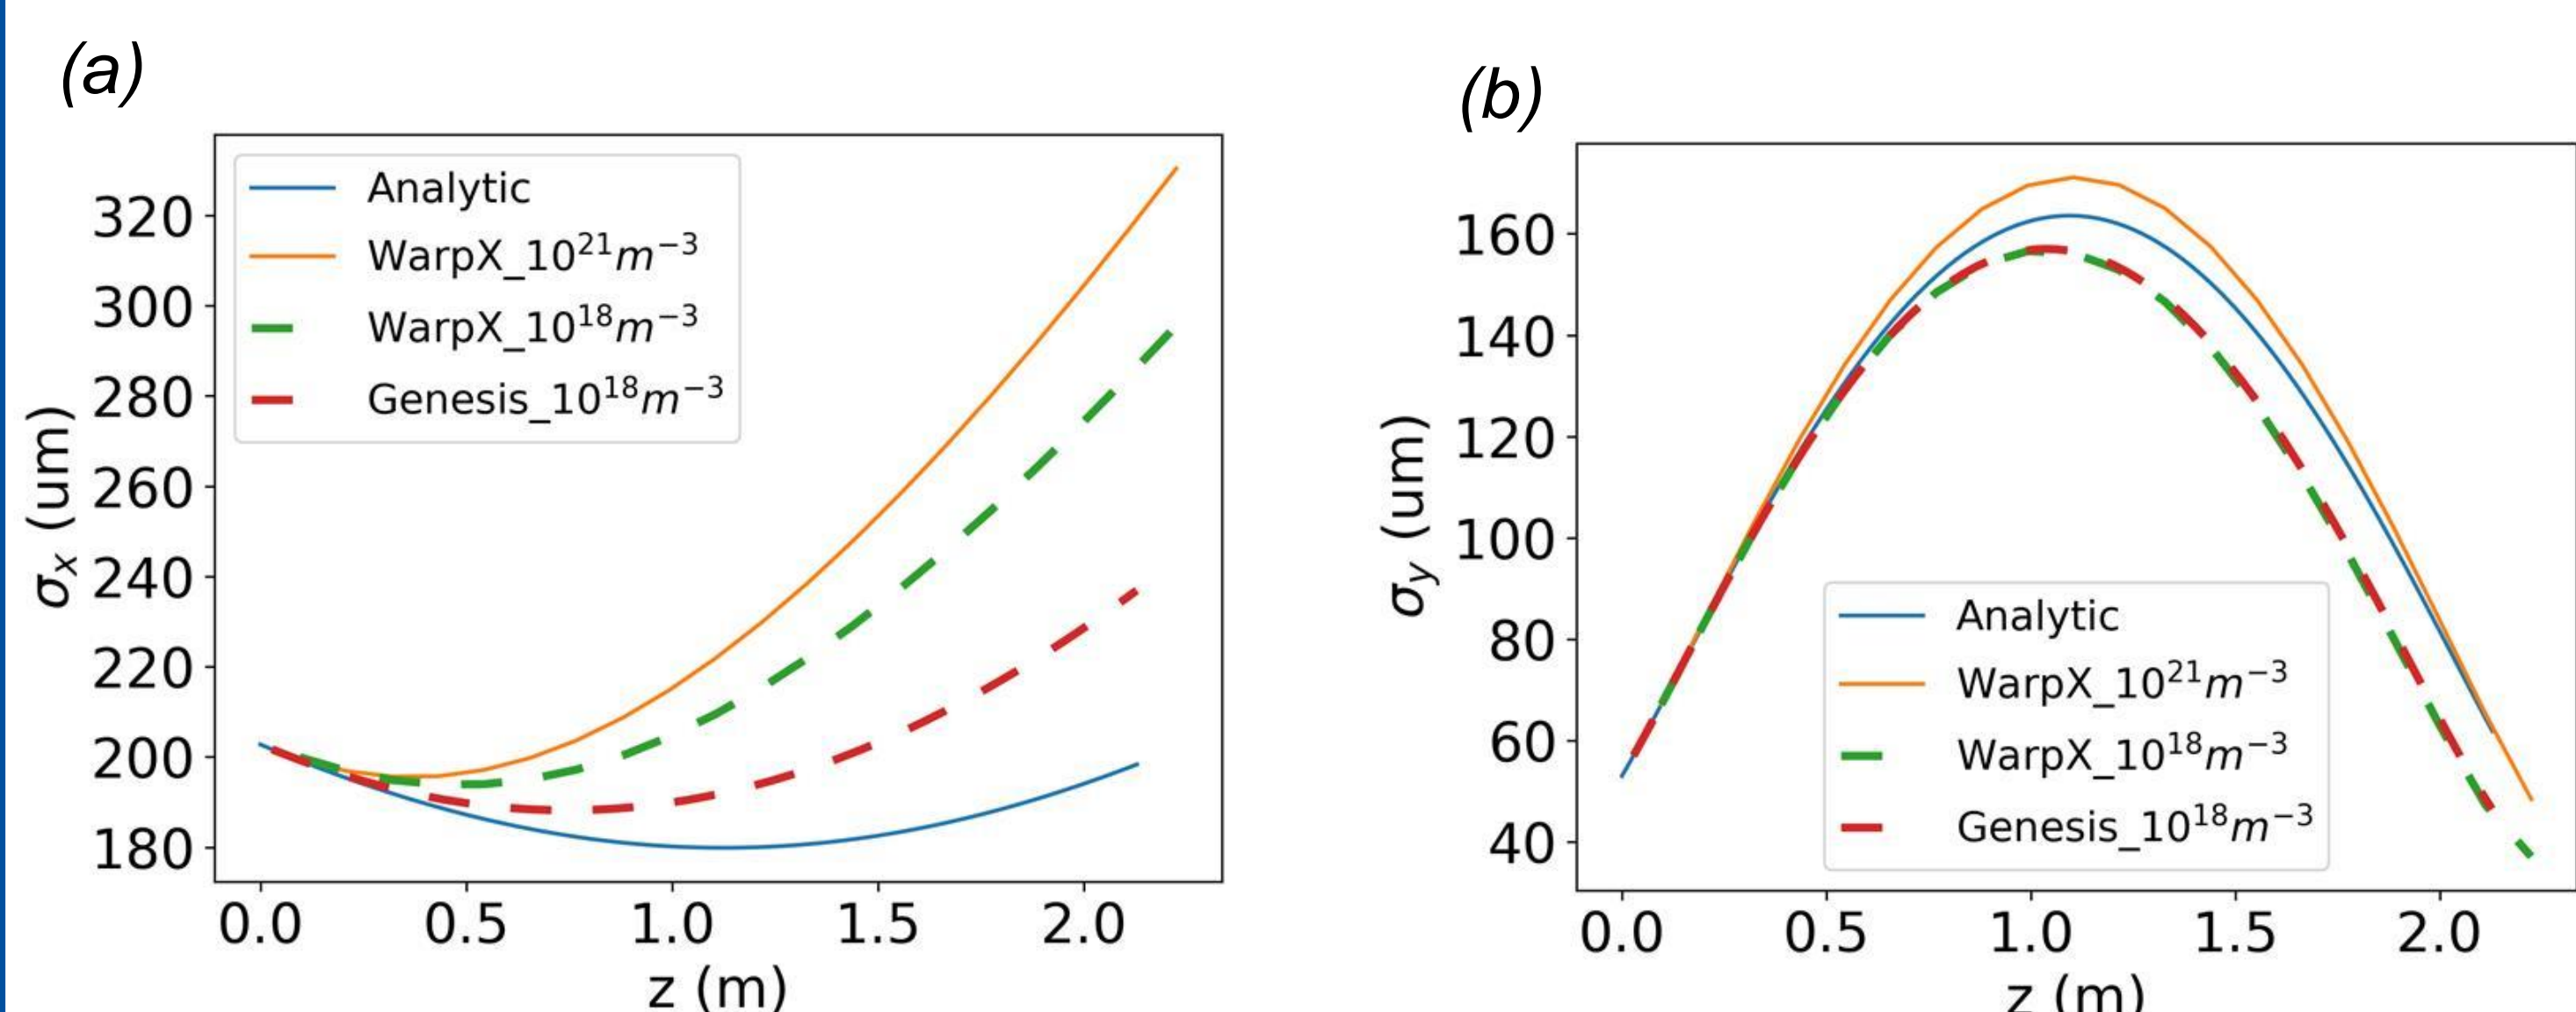 (a)
Analytic
WarpX_10²¹m⁻³
WarpX_10¹⁸m⁻³
Genesis_10¹⁸m⁻³
320
300
280
260
240
220
200
180
σₓ (um)
0.0 0.5 1.0 1.5 2.0
z (m)
(b)
160
140
120
100
80
60
40
σᵧ (um)
Analytic
WarpX_10²¹m⁻³
WarpX_10¹⁸m⁻³
Genesis_10¹⁸m⁻³
0.0 0.5 1.0 1.5 2.0
z (m)